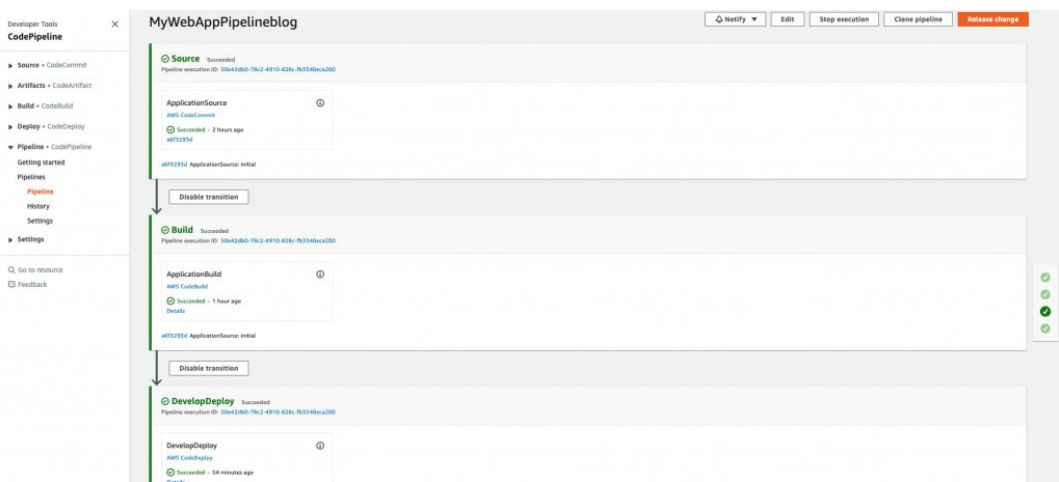 Developer Tools
CodePipeline
Source • CodeCommit
Artifacts • CodeArtifact
Build • CodeBuild
Deploy • CodeDeploy
Pipeline • CodePipeline
Getting started
Pipelines
Pipeline
History
Settings
Settings
Go to resource
Feedback
MyWebAppPipelineblog
Notify
Edit
Stop execution
Clone pipeline
Release change
Source Succeeded
Pipeline execution ID: 50e42db0-78c2-4910-828c-fb3340eca200
ApplicationSource
AWS CodeCommit
Succeeded - 2 hours ago
a6f3293d
a6f3293d ApplicationSource: initial
Disable transition
Build Succeeded
Pipeline execution ID: 50e42db0-78c2-4910-828c-fb3340eca200
ApplicationBuild
AWS CodeBuild
Succeeded - 1 hour ago
Details
a6f3293d ApplicationSource: initial
Disable transition
DevelopDeploy Succeeded
Pipeline execution ID: 50e42db0-78c2-4910-828c-fb3340eca200
DevelopDeploy
AWS CodeDeploy
Succeeded - 54 minutes ago
Details